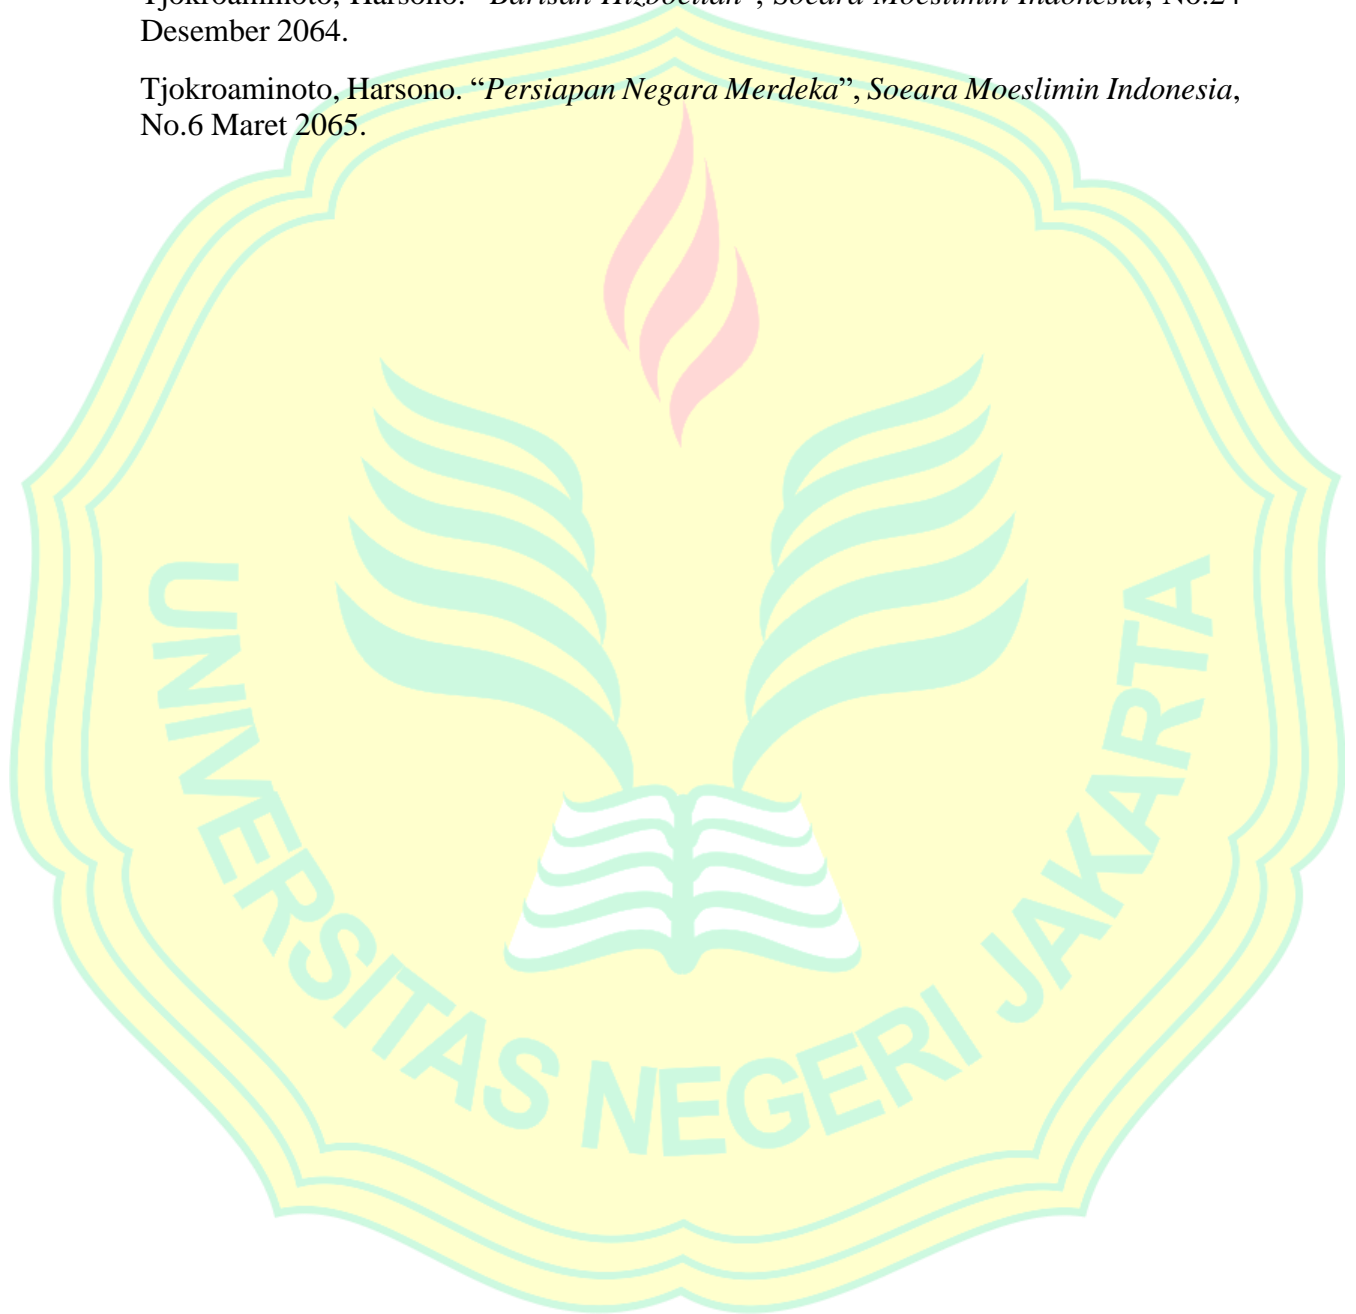 Tjokroaminoto, Harsono. “Barisan Hizboellah”, Soeara Moeslimin Indonesia, No.24
Desember 2064.
Tjokroaminoto, Harsono. “Persiapan Negara Merdeka”, Soeara Moeslimin Indonesia,
No.6 Maret 2065.
UNIVERSITAS NEGERI JAKARTA